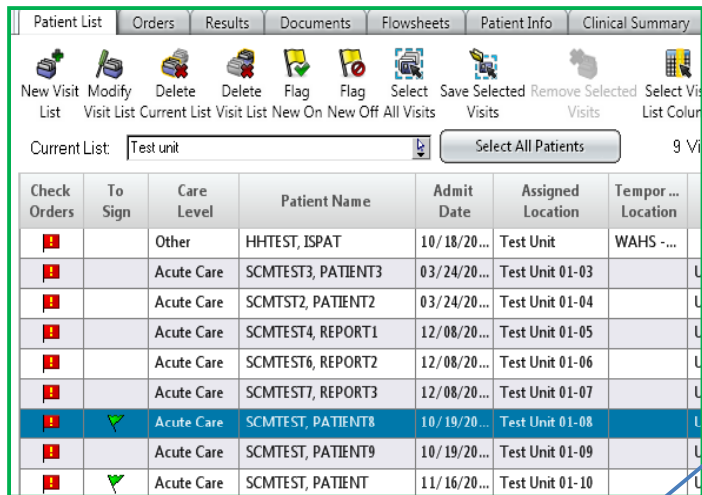 Patient List Orders Results Documents Flowsheets Patient Info Clinical Summary
New Visit Modify Delete Delete Flag Flag Select Save Selected Remove Selected Select Vis
List Visit List Current List Visit List New On New Off All Visits Visits Visits List Colun
Current List: Test unit Select All Patients 9 Vi
Check To Care Patient Name Admit Assigned Tempor ...
Orders Sign Level Date Location Location
Other HHTEST, ISPAT 10/18/20... Test Unit WAHS -...
Acute Care SCMTEST3, PATIENT3 03/24/20... Test Unit 01-03
Acute Care SCMTST2, PATIENT2 03/24/20... Test Unit 01-04
Acute Care SCMTEST4, REPORT1 12/08/20... Test Unit 01-05
Acute Care SCMTEST6, REPORT2 12/08/20... Test Unit 01-06
Acute Care SCMTEST7, REPORT3 12/08/20... Test Unit 01-07
Acute Care SCMTEST, PATIENT8 10/19/20... Test Unit 01-08
Acute Care SCMTEST, PATIENT9 10/19/20... Test Unit 01-09
Acute Care SCMTEST, PATIENT 11/16/20... Test Unit 01-10